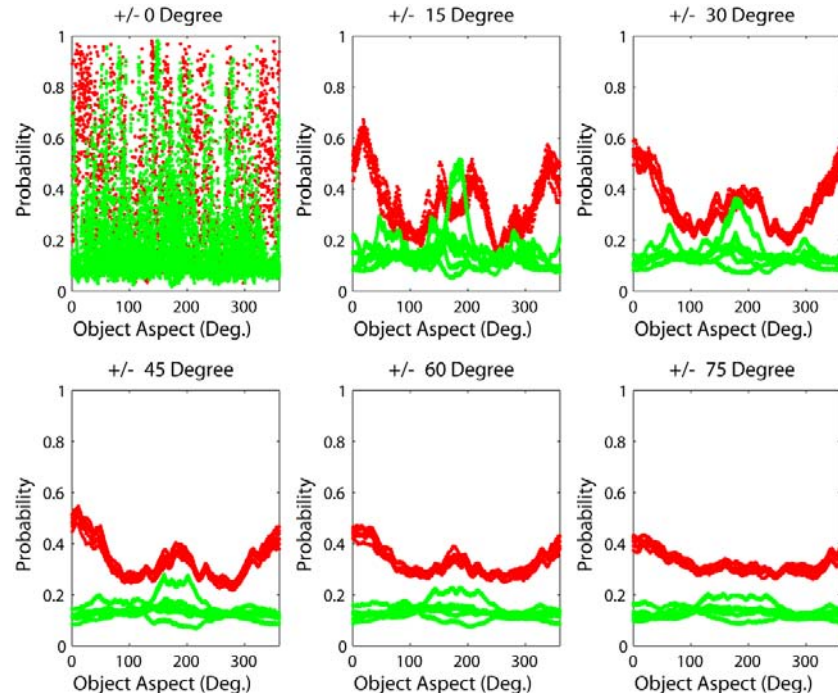 +/- 0 Degree
+/- 15 Degree
+/- 30 Degree
Probability
1
0.8
0.6
0.4
0.2
0
0 100 200 300
Object Aspect (Deg.)
Probability
1
0.8
0.6
0.4
0.2
0
0 100 200 300
Object Aspect (Deg.)
Probability
1
0.8
0.6
0.4
0.2
0
0 100 200 300
Object Aspect (Deg.)
+/- 45 Degree
+/- 60 Degree
+/- 75 Degree
Probability
1
0.8
0.6
0.4
0.2
0
0 100 200 300
Object Aspect (Deg.)
Probability
1
0.8
0.6
0.4
0.2
0
0 100 200 300
Object Aspect (Deg.)
Probability
1
0.8
0.6
0.4
0.2
0
0 100 200 300
Object Aspect (Deg.)